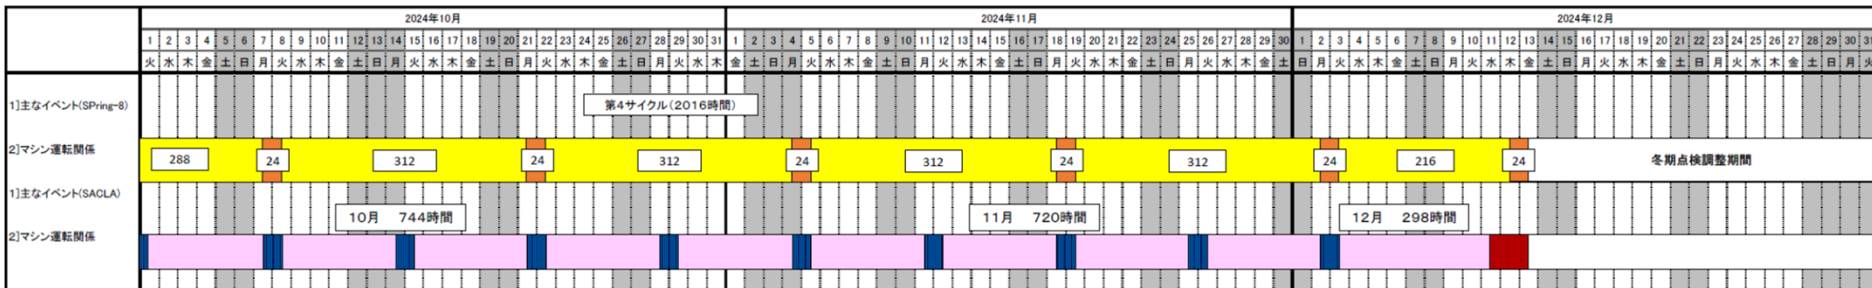 2024年10月 2024年11月 2024年12月
1 2 3 4 5 6 7 8 9 10 11 12 13 14 15 16 17 18 19 20 21 22 23 24 25 26 27 28 29 30 31 1 2 3 4 5 6 7 8 9 10 11 12 13 14 15 16 17 18 19 20 21 22 23 24 25 26 27 28 29 30 1 2 3 4 5 6 7 8 9 10 11 12 13 14 15 16 17 18 19 20 21 22 23 24 25 26 27 28 29 30 31
火 水 木 金 土 日 月 火 水 木 金 土 日 月 火 水 木 金 土 日 月 火 水 木 金 土 日 月 火 水 木 金 土 日 月 火 水 木 金 土 日 月 火 水 木 金 土 日 月 火 水 木 金 土 日 月 火 水 木 金 土 日 月 火 水 木 金 土 日 月 火 水 木 金 土 日 月 火 水 木 金 土 日 月 火 水 木 金 土 日 月 火
1]主なイベント(SPring-8) 第4サイクル(2016時間)
2]マシン運転関係
288 24 312 24 312 24 312 24 312 24 216 24 冬期点検調整期間
1]主なイベント(SACLA)
10月 744時間 11月 720時間 12月 298時間
2]マシン運転関係